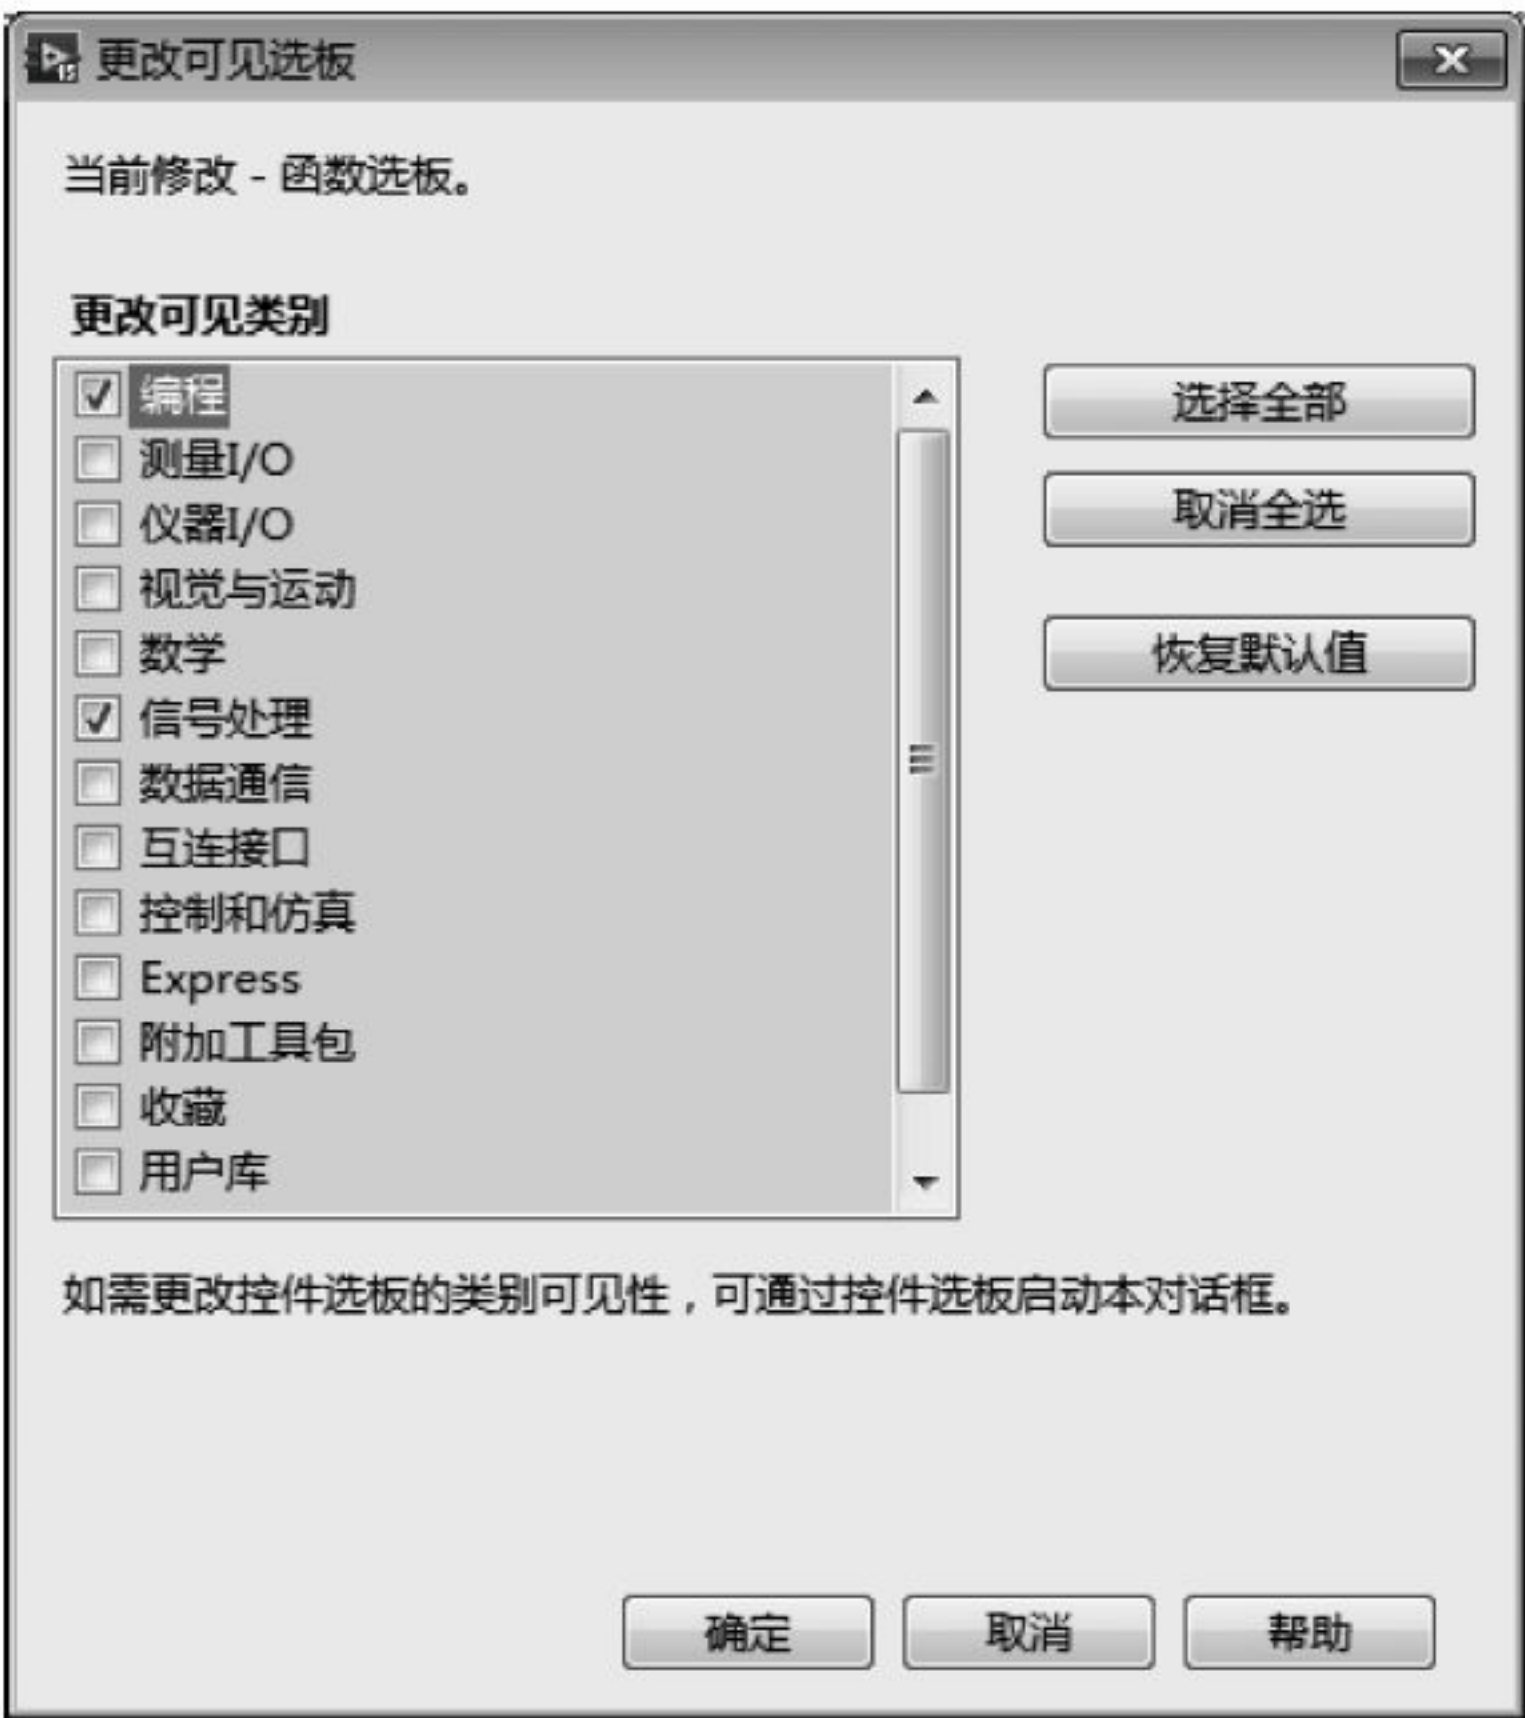 更改可见选板
当前修改 - 函数选板。
更改可见类别
编程
测量I/O
仪器I/O
视觉与运动
数学
信号处理
数据通信
互连接口
控制和仿真
Express
附加工具包
收藏
用户库
选择全部
取消全选
恢复默认值
如需更改控件选板的类别可见性，可通过控件选板启动本对话框。
确定
取消
帮助